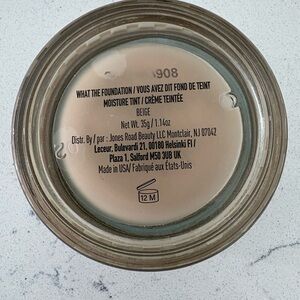 908
WHAT THE FOUNDATION / VOUS AVEZ DIT FOND DE TEINT
MOISTURE TINT / CRÈME TEINTÉE
BEIGE
Net Wt. 35g / 1.14oz
Distr. By / par : Jones Road Beauty LLC Montclair, NJ 07042
Leceur, Bulevardi 21, 00180 Helsinki FI /
Plaza 1, Salford M50 3UB UK
Made in USA/ Fabriqué aux États-Unis
12 M